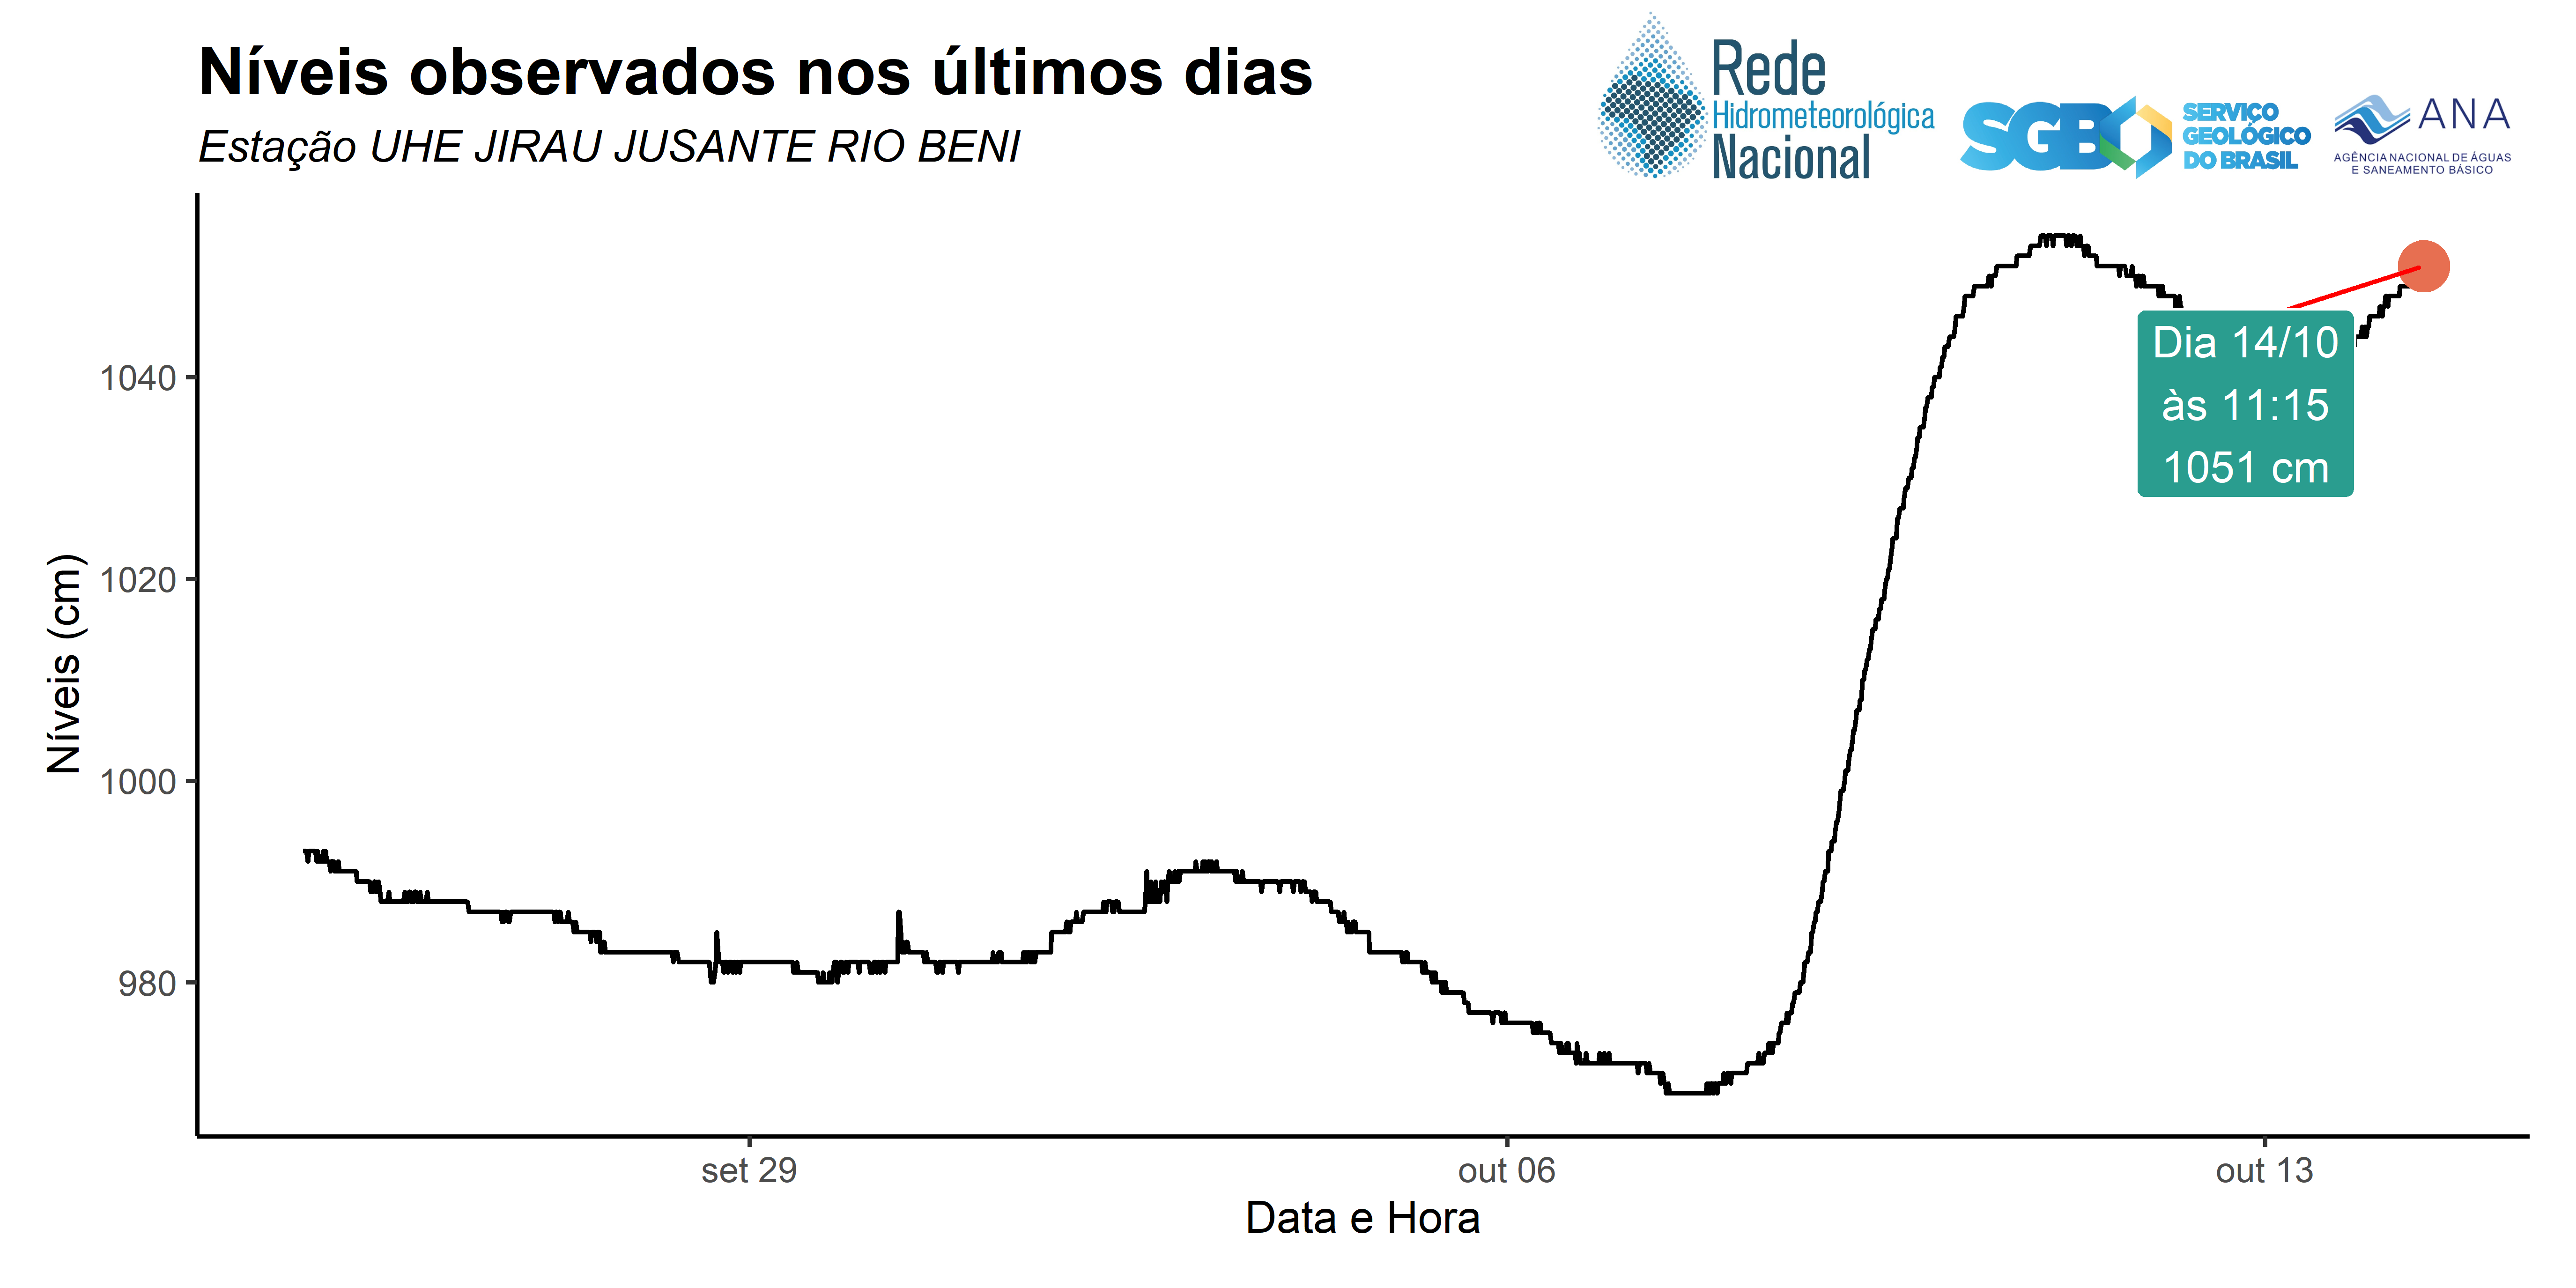 Níveis observados nos últimos dias
Estação UHE JIRAU JUSANTE RIO BENI
Rede
Hidrometeorológica
Nacional
SGB
SERVIÇO
GEOLÓGICO
DO BRASIL
ANA
AGÊNCIA NACIONAL DE ÁGUAS
E SANEAMENTO BÁSICO
Níveis (cm)
1040
1020
1000
980
Dia 14/10
às 11:15
1051 cm
set 29
out 06
out 13
Data e Hora